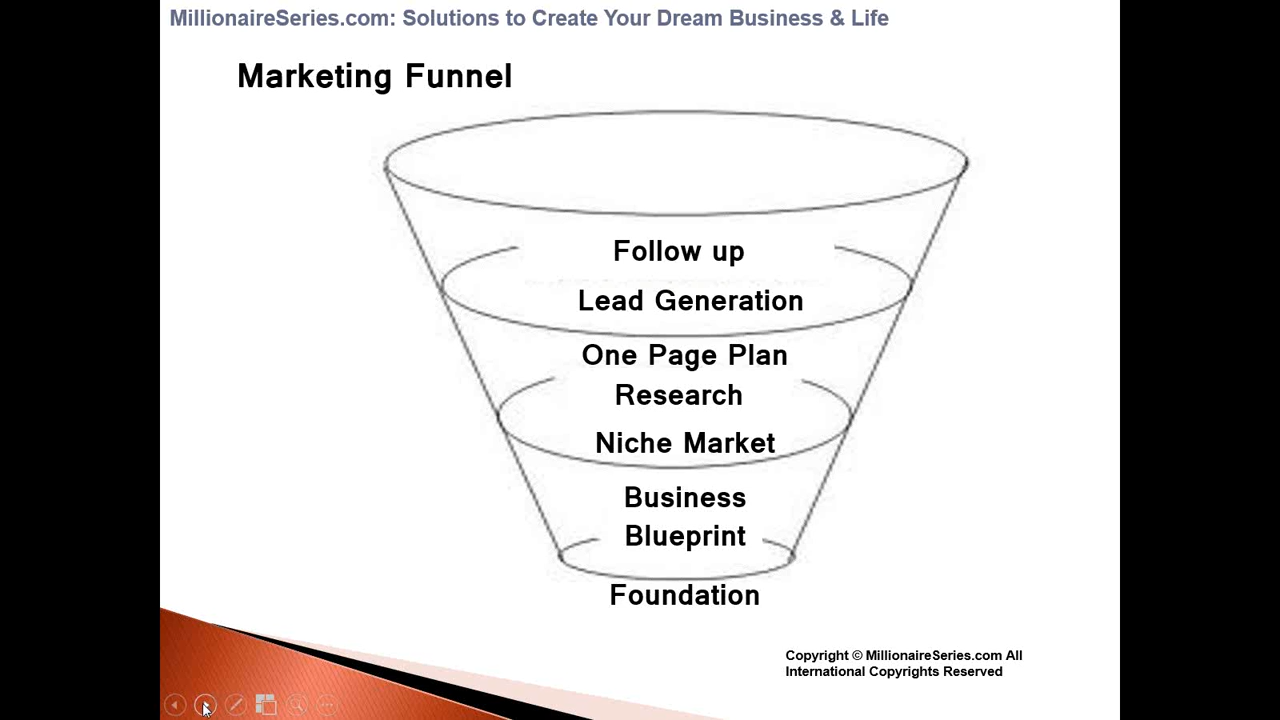 MillionaireSeries.com: Solutions to Create Your Dream Business & Life
Marketing Funnel
Follow up
Lead Generation
One Page Plan
Research
Niche Market
Business
Blueprint
Foundation
Copyright © MillionaireSeries.com All
International Copyrights Reserved